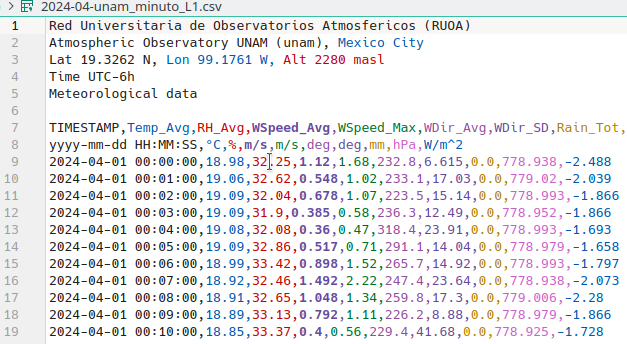 2024-04-unam_minuto_L1.csv
1 Red Universitaria de Observatorios Atmosfericos (RUOA)
2 Atmospheric Observatory UNAM (unam), Mexico City
3 Lat 19.3262 N, Lon 99.1761 W, Alt 2280 masl
4 Time UTC-6h
5 Meteorological data
6
7 TIMESTAMP,Temp_Avg,RH_Avg,WSpeed_Avg,WSpeed_Max,WDir_Avg,WDir_SD,Rain_Tot,
8 yyyy-mm-dd HH:MM:SS,°C,%,m/s,m/s,deg,deg,mm,hPa,W/m^2
9 2024-04-01 00:00:00,18.98,32.25,1.12,1.68,232.8,6.615,0.0,778.938,-2.488
10 2024-04-01 00:01:00,19.06,32.62,0.548,1.02,233.1,17.03,0.0,779.02,-2.039
11 2024-04-01 00:02:00,19.09,32.04,0.678,1.07,223.5,15.14,0.0,778.993,-1.866
12 2024-04-01 00:03:00,19.09,31.9,0.385,0.58,236.3,12.49,0.0,778.952,-1.866
13 2024-04-01 00:04:00,19.08,32.08,0.36,0.47,318.4,23.91,0.0,778.993,-1.693
14 2024-04-01 00:05:00,19.05,32.86,0.517,0.71,291.1,14.04,0.0,778.979,-1.658
15 2024-04-01 00:06:00,18.99,33.42,0.898,1.52,265.7,14.92,0.0,778.993,-1.797
16 2024-04-01 00:07:00,18.92,32.46,1.492,2.22,247.4,23.64,0.0,778.938,-2.073
17 2024-04-01 00:08:00,18.91,32.65,1.048,1.34,259.8,17.3,0.0,779.006,-2.28
18 2024-04-01 00:09:00,18.89,33.13,0.792,1.11,226.2,8.88,0.0,778.979,-1.866
19 2024-04-01 00:10:00,18.85,33.37,0.4,0.56,229.4,41.68,0.0,778.925,-1.728